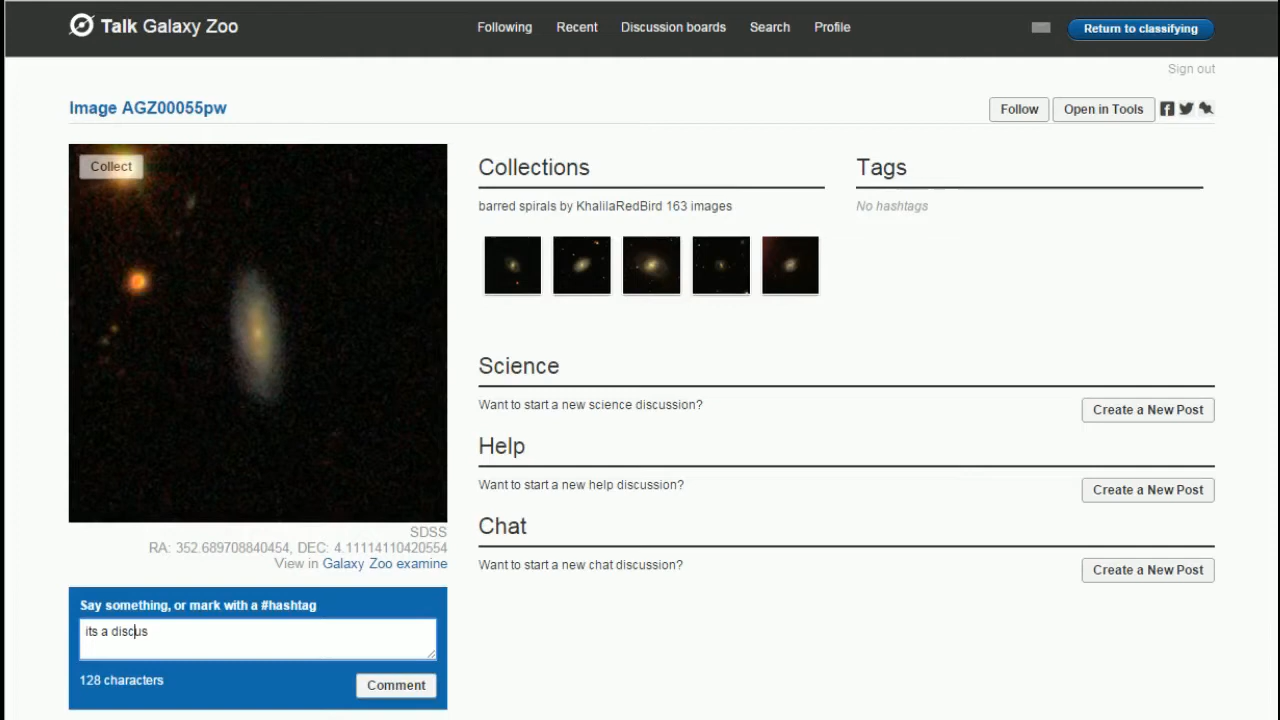 Talk Galaxy Zoo
Following Recent Discussion boards Search Profile
Return to classifying
Sign out
Image AGZ00055pw
Follow Open in Tools
Collect
Collections
barred spirals by KhalilaRedBird 163 images
Tags
No hashtags
Science
Want to start a new science discussion?
Create a New Post
Help
Want to start a new help discussion?
Create a New Post
Chat
Want to start a new chat discussion?
Create a New Post
SDSS
RA: 352.689708840454, DEC: 4.11114110420554
View in Galaxy Zoo examine
Say something, or mark with a #hashtag
its a discus
128 characters
Comment